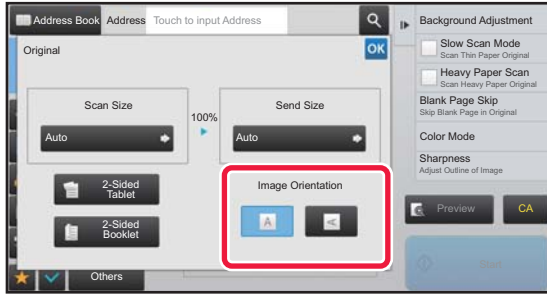 Address Book Address Touch to input Address
Original
OK
Scan Size
100%
Send Size
Auto
Auto
2-Sided
Tablet
2-Sided
Booklet
Image Orientation
A
A
Others
Background Adjustment
Slow Scan Mode
Scan Thin Paper Original
Heavy Paper Scan
Scan Heavy Paper Original
Blank Page Skip
Skip Blank Page in Original
Color Mode
Sharpness
Adjust Outline of Image
Preview
CA
Start